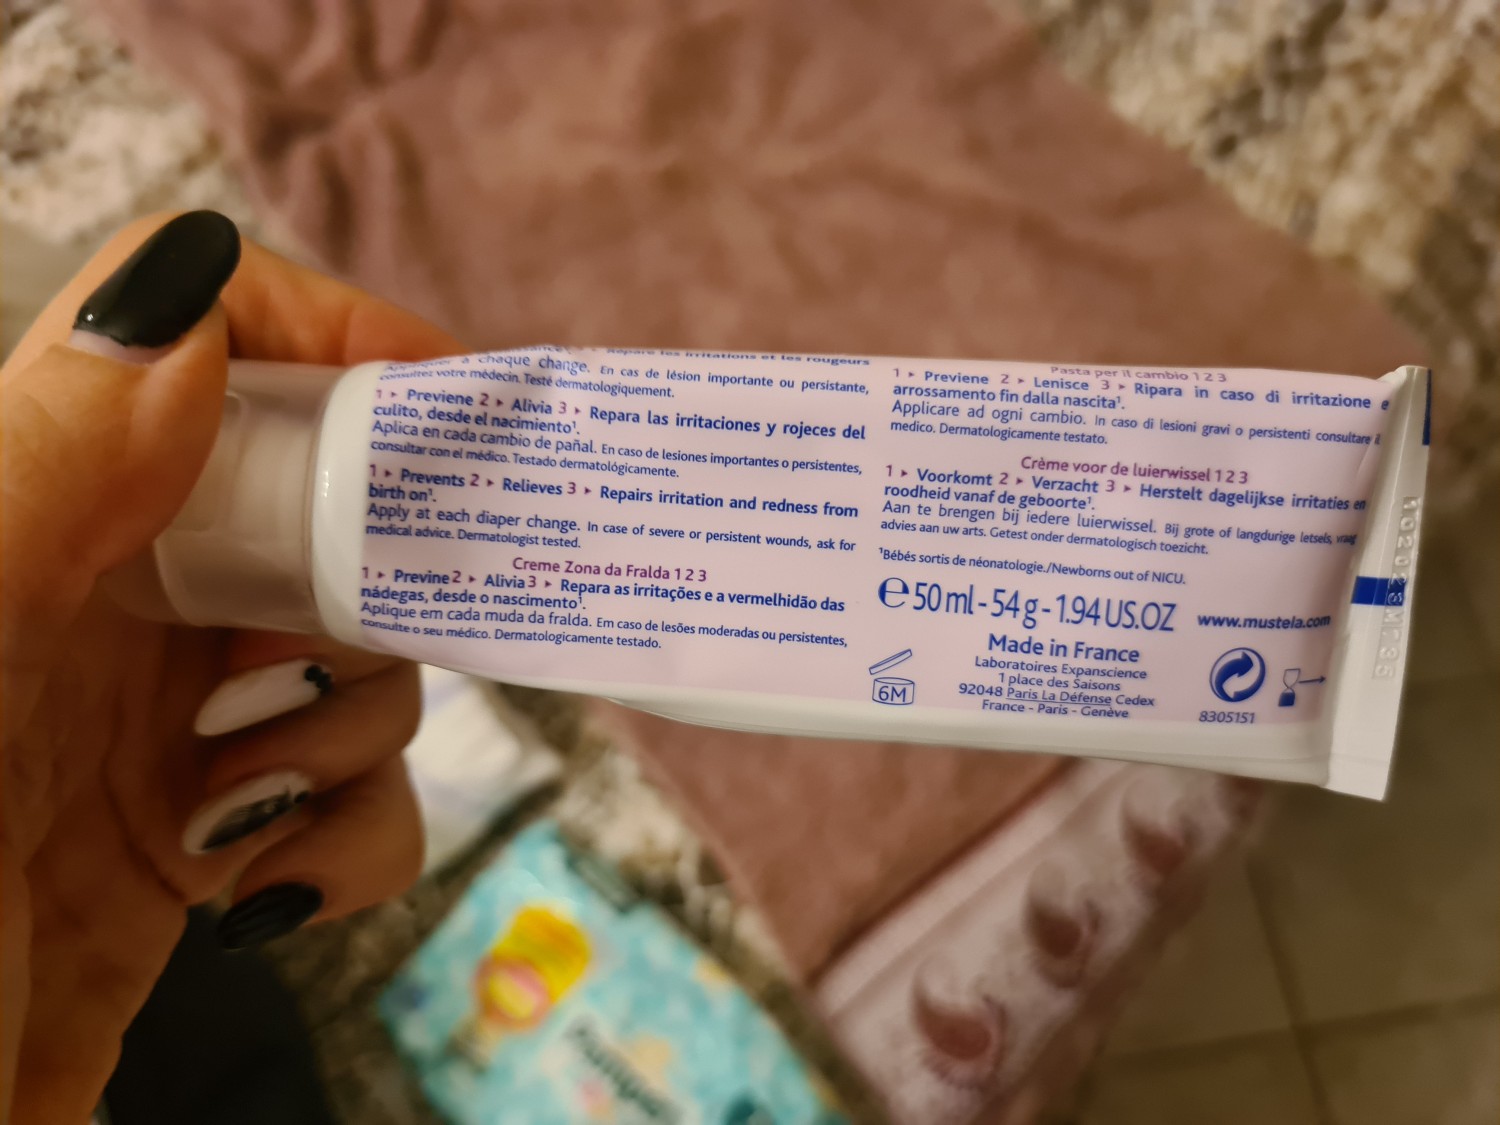 Répare les irritations et les rougeurs
à chaque change. En cas de lésion importante ou persistante,
consultez votre médecin. Testé dermatologiquement.
1 ▸ Previene 2 ▸ Alivia 3 ▸ Repara las irritaciones y rojeces del
culito, desde el nacimiento¹.
Aplica en cada cambio de pañal. En caso de lesiones importantes o persistentes,
consultar con el médico. Testado dermatológicamente.
1 ▸ Prevents 2 ▸ Relieves 3 ▸ Repairs irritation and redness from
birth on¹.
Apply at each diaper change. In case of severe or persistent wounds, ask for
medical advice. Dermatologist tested.
Creme Zona da Fralda 1 2 3
1 ▸ Previne 2 ▸ Alivia 3 ▸ Repara as irritações e a vermelhidão das
nádegas, desde o nascimento¹.
Aplique em cada muda da fralda. Em caso de lesões moderadas ou persistentes,
consulte o seu médico. Dermatologicamente testado.
Pasta per il cambio 1 2 3
1 ▸ Previene 2 ▸ Lenisce 3 ▸ Ripara in caso di irritazione e
arrossamento fin dalla nascita¹.
Applicare ad ogni cambio. In caso di lesioni gravi o persistenti consultare il
medico. Dermatologicamente testato.
Crème voor de luierwissel 1 2 3
1 ▸ Voorkomt 2 ▸ Verzacht 3 ▸ Herstelt dagelijkse irritaties en
roodheid vanaf de geboorte¹.
Aan te brengen bij iedere luierwissel. Bij grote of langdurige letsels, vraag
advies aan uw arts. Getest onder dermatologisch toezicht.
¹Bébés sortis de néonatologie./Newborns out of NICU.
℮ 50 ml - 54 g - 1.94 US.OZ
www.mustela.com
Made in France
Laboratoires Expanscience
1 place des Saisons
92048 Paris La Défense Cedex
France - Paris - Genève
6M
8305151